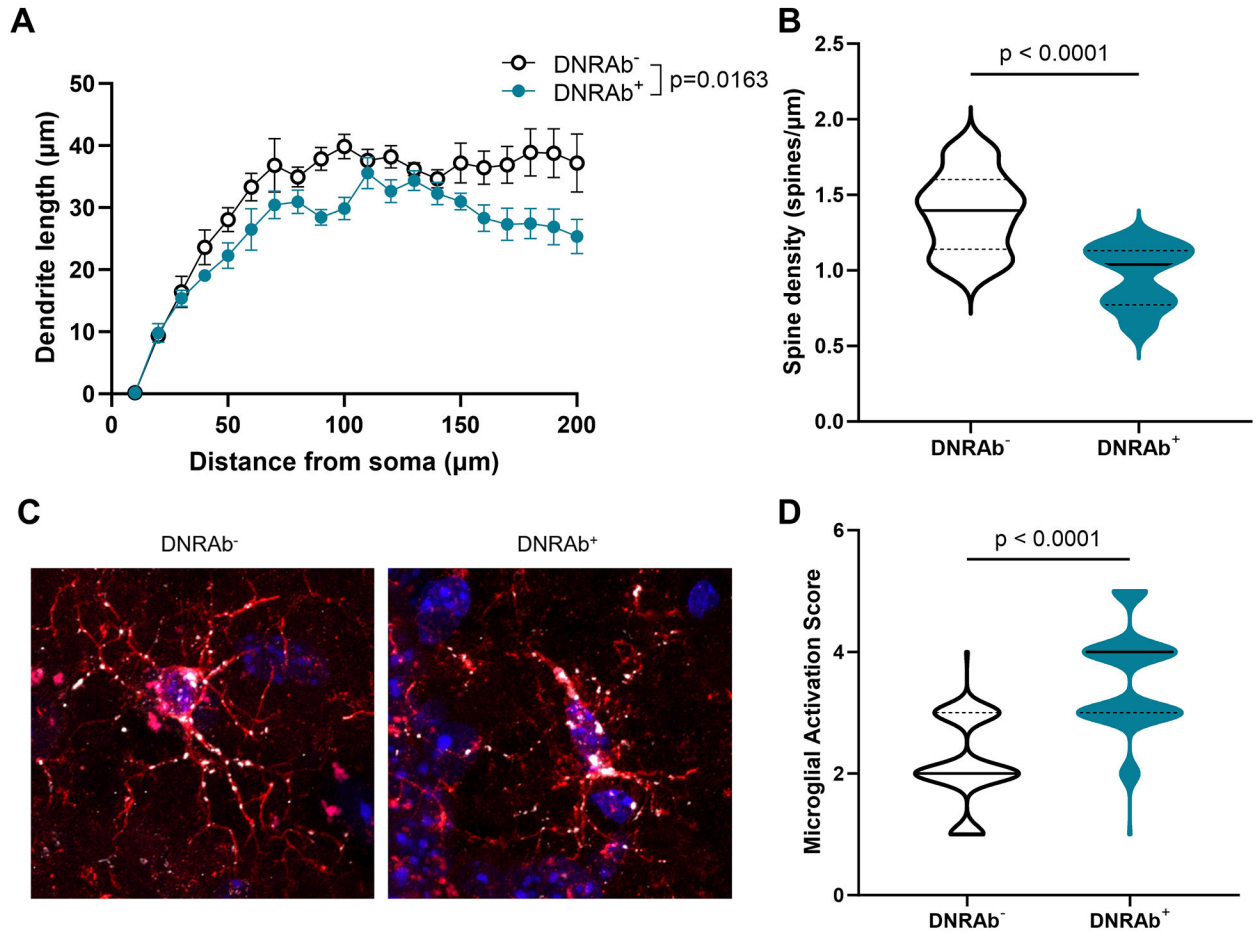 A
DNRAb⁻
DNRAb⁺
p=0.0163
Dendrite length (μm)
50
40
30
20
10
0
0 50 100 150 200
Distance from soma (μm)
B
p < 0.0001
Spine density (spines/μm)
2.5
2.0
1.5
1.0
0.5
0.0
DNRAb⁻ DNRAb⁺
C
DNRAb⁻ DNRAb⁺
D
p < 0.0001
Microglial Activation Score
6
4
2
0
DNRAb⁻ DNRAb⁺